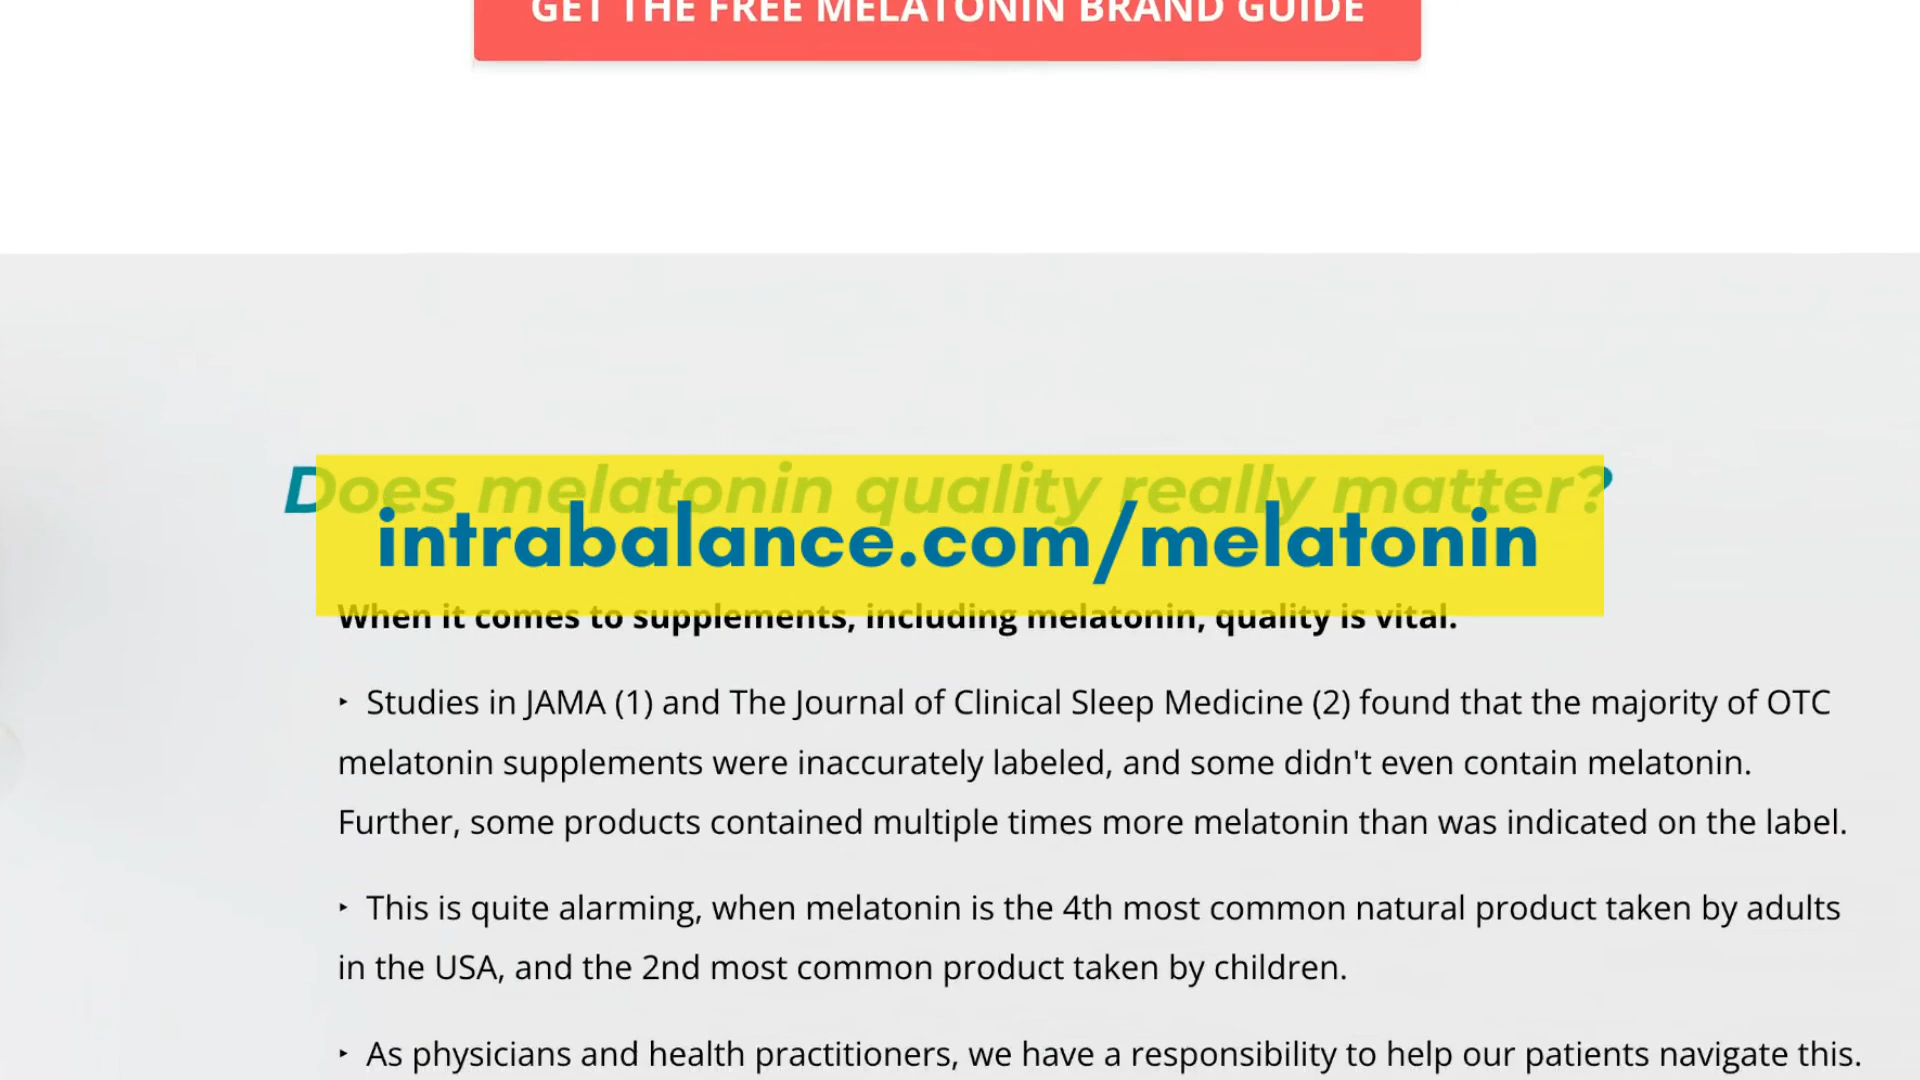 GET THE FREE MELATONIN BRAND GUIDE
Does melatonin quality really matter?
intrabalance.com/melatonin
When it comes to supplements, including melatonin, quality is vital.
‣ Studies in JAMA (1) and The Journal of Clinical Sleep Medicine (2) found that the majority of OTC
melatonin supplements were inaccurately labeled, and some didn't even contain melatonin.
Further, some products contained multiple times more melatonin than was indicated on the label.
‣ This is quite alarming, when melatonin is the 4th most common natural product taken by adults
in the USA, and the 2nd most common product taken by children.
‣ As physicians and health practitioners, we have a responsibility to help our patients navigate this.